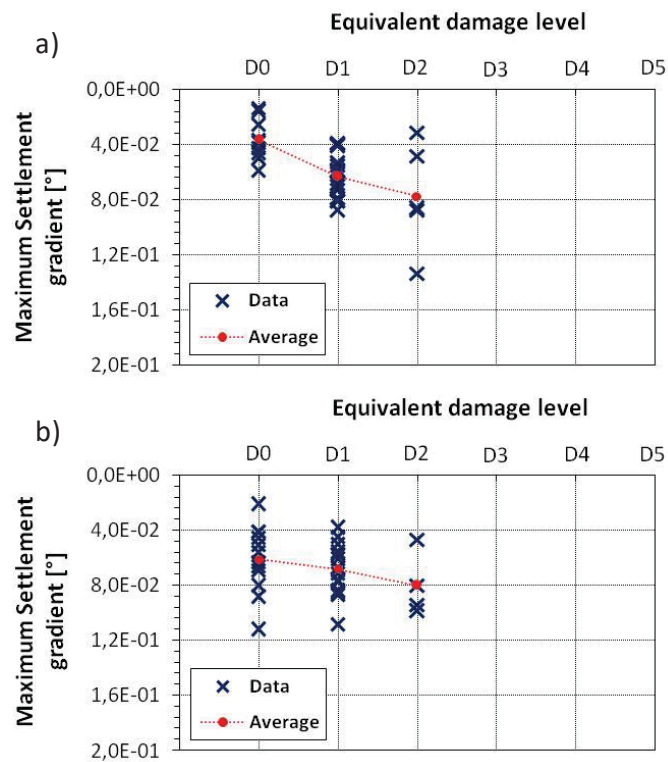 a)
Equivalent damage level
D0 D1 D2 D3 D4 D5
0,0E+00
4,0E-02
8,0E-02
1,2E-01
1,6E-01
2,0E-01
Maximum Settlement
gradient [°]
Data
Average
b)
Equivalent damage level
D0 D1 D2 D3 D4 D5
0,0E+00
4,0E-02
8,0E-02
1,2E-01
1,6E-01
2,0E-01
Maximum Settlement
gradient [°]
Data
Average